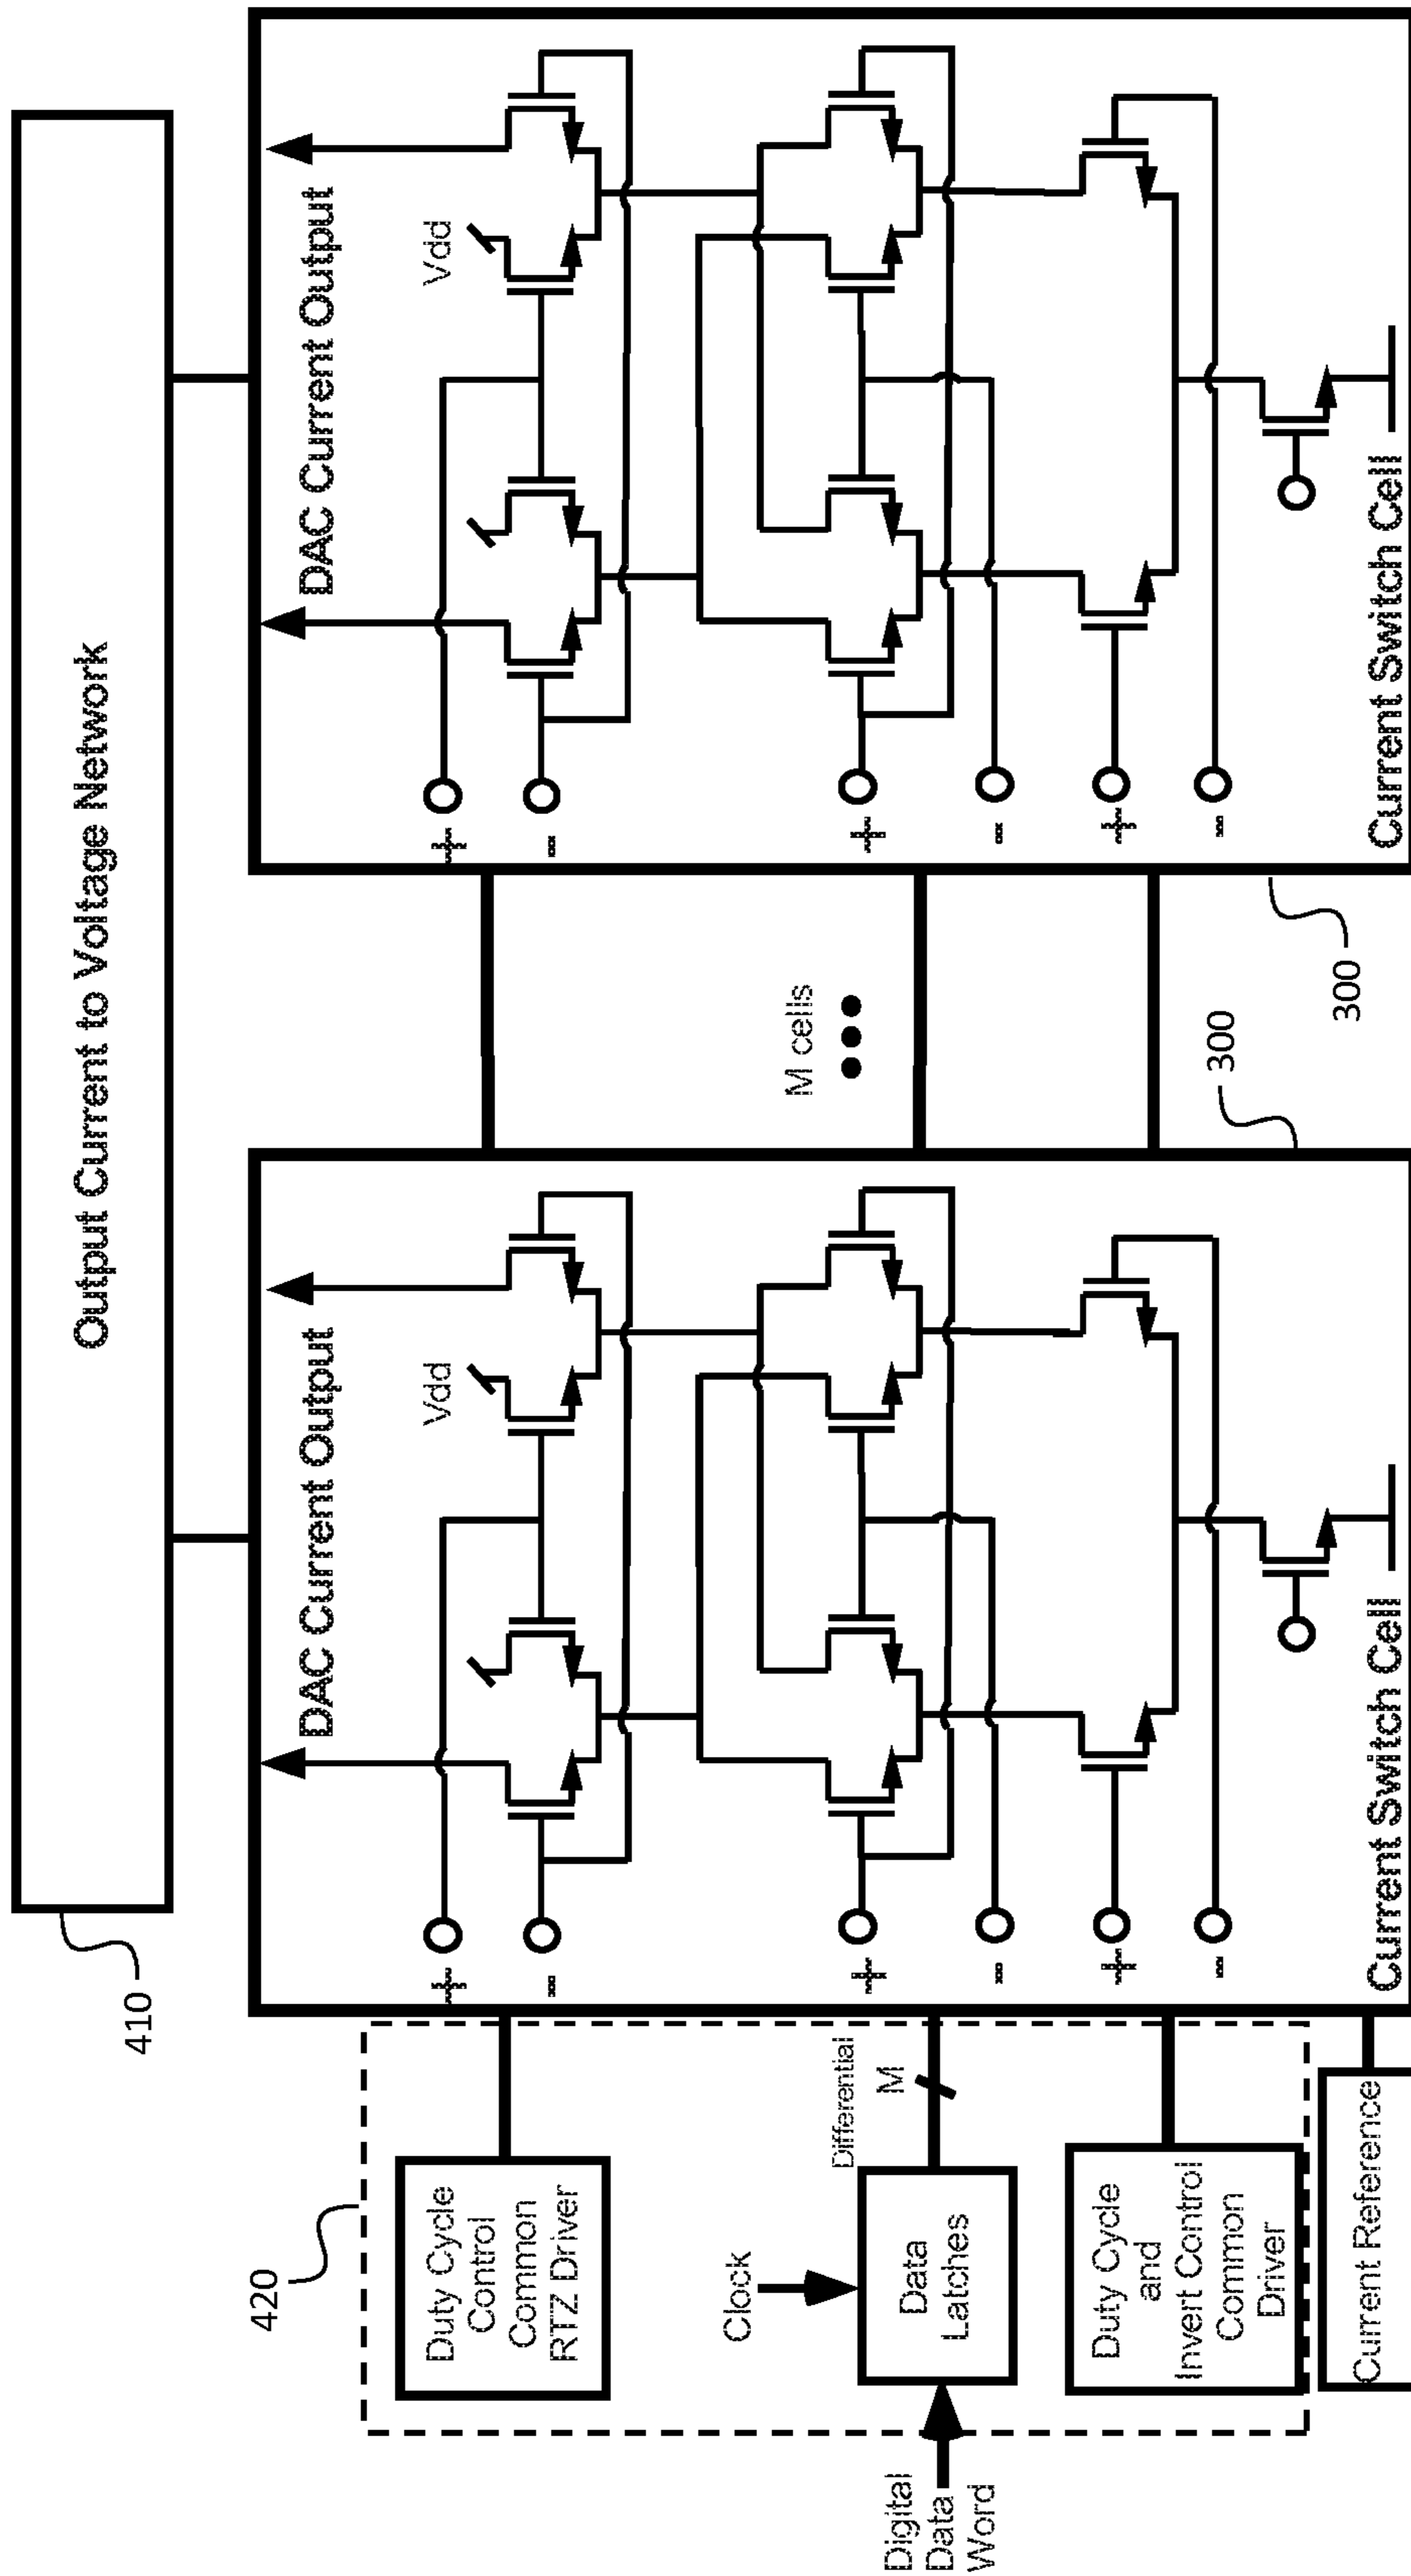 Output Current to Voltage Network
410
420
Duty Cycle
Control
Common
RTZ Driver
Clock
Digital
Data
Word
Data
Latches
Differential
M
Duty Cycle
and
Invert Control
Common
Driver
Current Reference
DAC Current Output
Vdd
+
-
+
-
+
-
Current Switch Cell
300
M cells
DAC Current Output
Vdd
+
-
+
-
+
-
Current Switch Cell
300